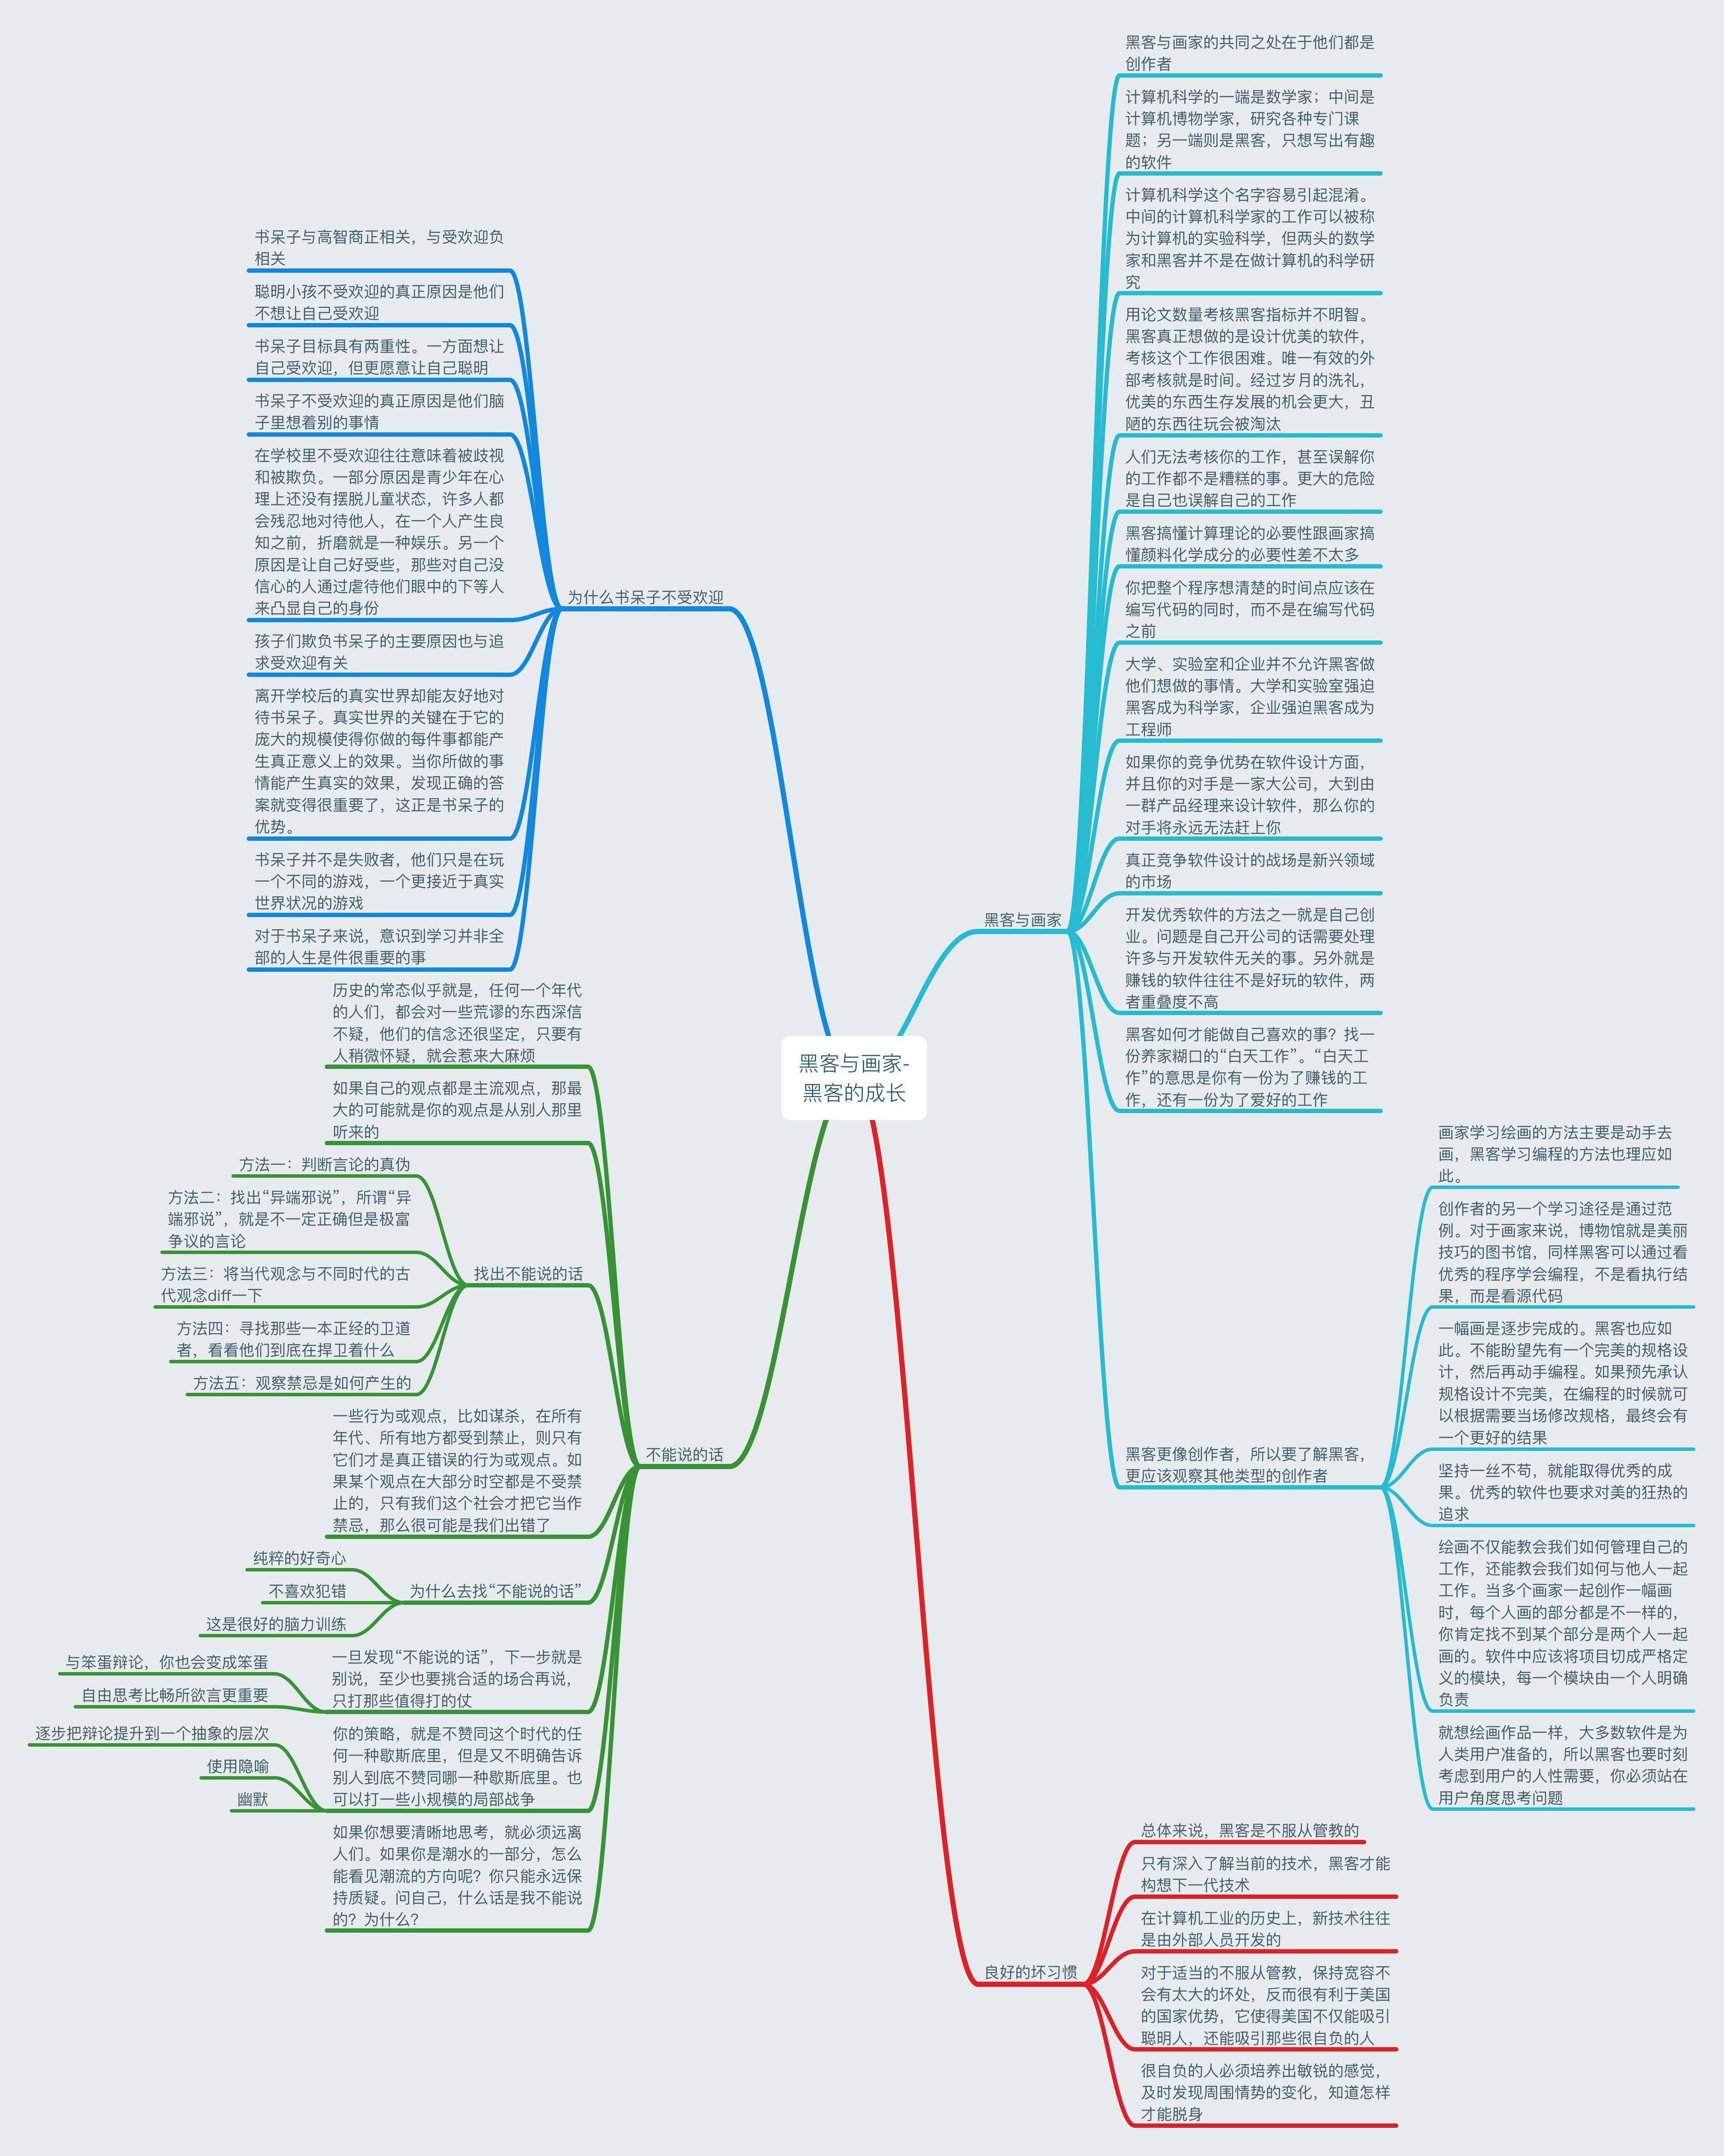 黑客与画家-
黑客的成长
为什么书呆子不受欢迎
书呆子与高智商正相关，与受欢迎负
相关
聪明小孩不受欢迎的真正原因是他们
不想让自己受欢迎
书呆子目标具有两重性。一方面想让
自己受欢迎，但更愿意让自己聪明
书呆子不受欢迎的真正原因是他们脑
子里想着别的事情
在学校里不受欢迎往往意味着被歧视
和被欺负。一部分原因是青少年在心
理上还没有摆脱儿童状态，许多人都
会残忍地对待他人，在一个人产生良
知之前，折磨就是一种娱乐。另一个
原因是让自己好受些，那些对自己没
信心的人通过虐待他们眼中的下等人
来凸显自己的身份
孩子们欺负书呆子的主要原因也与追
求受欢迎有关
离开学校后的真实世界却能友好地对
待书呆子。真实世界的关键在于它的
庞大的规模使得你做的每件事都能产
生真正意义上的效果。当你所做的事
情能产生真实的效果，发现正确的答
案就变得很重要了，这正是书呆子的
优势。
书呆子并不是失败者，他们只是在玩
一个不同的游戏，一个更接近于真实
世界状况的游戏
对于书呆子来说，意识到学习并非全
部的人生是件很重要的事
不能说的话
历史的常态似乎就是，任何一个年代
的人们，都会对一些荒谬的东西深信
不疑，他们的信念还很坚定，只要有
人稍微怀疑，就会惹来大麻烦
如果自己的观点都是主流观点，那最
大的可能就是你的观点是从别人那里
听来的
找出不能说的话
方法一：判断言论的真伪
方法二：找出“异端邪说”，所谓“异
端邪说”，就是不一定正确但是极富
争议的言论
方法三：将当代观念与不同时代的古
代观念diff一下
方法四：寻找那些一本正经的卫道
者，看看他们到底在捍卫着什么
方法五：观察禁忌是如何产生的
一些行为或观点，比如谋杀，在所有
年代、所有地方都受到禁止，则只有
它们才是真正错误的行为或观点。如
果某个观点在大部分时空都是不受禁
止的，只有我们这个社会才把它当作
禁忌，那么很可能是我们出错了
为什么去找“不能说的话”
纯粹的好奇心
不喜欢犯错
这是很好的脑力训练
一旦发现“不能说的话”，下一步就是
别说，至少也要挑合适的场合再说，
只打那些值得打的仗
与笨蛋辩论，你也会变成笨蛋
自由思考比畅所欲言更重要
你的策略，就是不赞同这个时代的任
何一种歇斯底里，但是又不明确告诉
别人到底不赞同哪一种歇斯底里。也
可以打一些小规模的局部战争
逐步把辩论提升到一个抽象的层次
使用隐喻
幽默
如果你想要清晰地思考，就必须远离
人们。如果你是潮水的一部分，怎么
能看见潮流的方向呢？你只能永远保
持质疑。问自己，什么话是我不能说
的？为什么？
黑客与画家
黑客与画家的共同之处在于他们都是
创作者
计算机科学的一端是数学家；中间是
计算机博物学家，研究各种专门课
题；另一端则是黑客，只想写出有趣
的软件
计算机科学这个名字容易引起混淆。
中间的计算机科学家的工作可以被称
为计算机的实验科学，但两头的数学
家和黑客并不是在做计算机的科学研
究
用论文数量考核黑客指标并不明智。
黑客真正想做的是设计优美的软件，
考核这个工作很困难。唯一有效的外
部考核就是时间。经过岁月的洗礼，
优美的东西生存发展的机会更大，丑
陋的东西往玩会被淘汰
人们无法考核你的工作，甚至误解你
的工作都不是糟糕的事。更大的危险
是自己也误解自己的工作
黑客搞懂计算理论的必要性跟画家搞
懂颜料化学成分的必要性差不太多
你把整个程序想清楚的时间点应该在
编写代码的同时，而不是在编写代码
之前
大学、实验室和企业并不允许黑客做
他们想做的事情。大学和实验室强迫
黑客成为科学家，企业强迫黑客成为
工程师
如果你的竞争优势在软件设计方面，
并且你的对手是一家大公司，大到由
一群产品经理来设计软件，那么你的
对手将永远无法赶上你
真正竞争软件设计的战场是新兴领域
的市场
开发优秀软件的方法之一就是自己创
业。问题是自己开公司的话需要处理
许多与开发软件无关的事。另外就是
赚钱的软件往往不是好玩的软件，两
者重叠度不高
黑客如何才能做自己喜欢的事？找一
份养家糊口的“白天工作”。“白天工
作”的意思是你有一份为了赚钱的工
作，还有一份为了爱好的工作
黑客更像创作者，所以要了解黑客，
更应该观察其他类型的创作者
画家学习绘画的方法主要是动手去
画，黑客学习编程的方法也理应如
此。
创作者的另一个学习途径是通过范
例。对于画家来说，博物馆就是美丽
技巧的图书馆，同样黑客可以通过看
优秀的程序学会编程，不是看执行结
果，而是看源代码
一幅画是逐步完成的。黑客也应如
此。不能盼望先有一个完美的规格设
计，然后再动手编程。如果预先承认
规格设计不完美，在编程的时候就可
以根据需要当场修改规格，最终会有
一个更好的结果
坚持一丝不苟，就能取得优秀的成
果。优秀的软件也要求对美的狂热的
追求
绘画不仅能教会我们如何管理自己的
工作，还能教会我们如何与他人一起
工作。当多个画家一起创作一幅画
时，每个人画的部分都是不一样的，
你肯定找不到某个部分是两个人一起
画的。软件中应该将项目切成严格定
义的模块，每一个模块由一个人明确
负责
就想绘画作品一样，大多数软件是为
人类用户准备的，所以黑客也要时刻
考虑到用户的人性需要，你必须站在
用户角度思考问题
良好的坏习惯
总体来说，黑客是不服从管教的
只有深入了解当前的技术，黑客才能
构想下一代技术
在计算机工业的历史上，新技术往往
是由外部人员开发的
对于适当的不服从管教，保持宽容不
会有太大的坏处，反而很有利于美国
的国家优势，它使得美国不仅能吸引
聪明人，还能吸引那些很自负的人
很自负的人必须培养出敏锐的感觉，
及时发现周围情势的变化，知道怎样
才能脱身